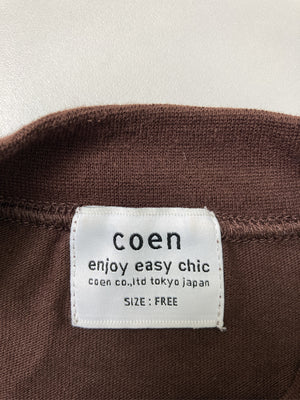 coen
enjoy easy chic
coen co.,ltd tokyo japan
SIZE : FREE